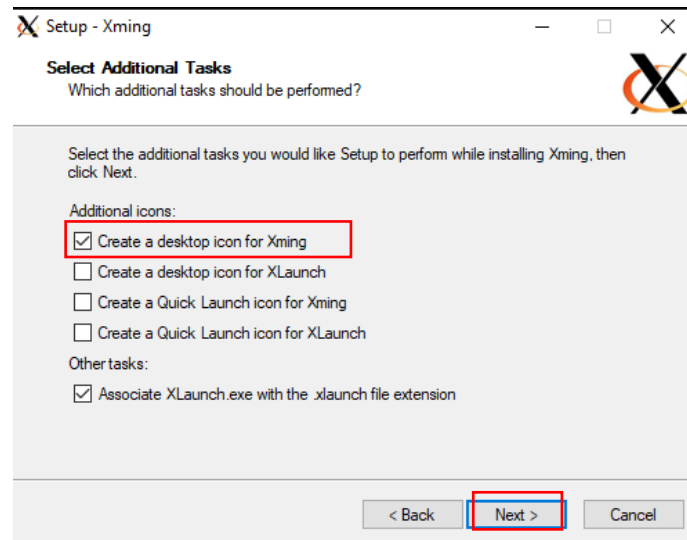 Setup - Xming
Select Additional Tasks
Which additional tasks should be performed?
Select the additional tasks you would like Setup to perform while installing Xming, then
click Next.
Additional icons:
Create a desktop icon for Xming
Create a desktop icon for XLaunch
Create a Quick Launch icon for Xming
Create a Quick Launch icon for XLaunch
Other tasks:
Associate XLaunch.exe with the .xlaunch file extension
< Back Next > Cancel